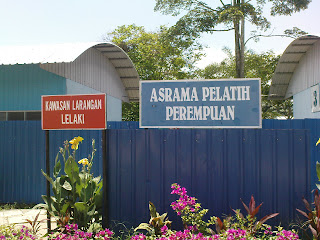 KAWASAN LARANGAN
LELAKI
ASRAMA PELATIH
PEREMPUAN